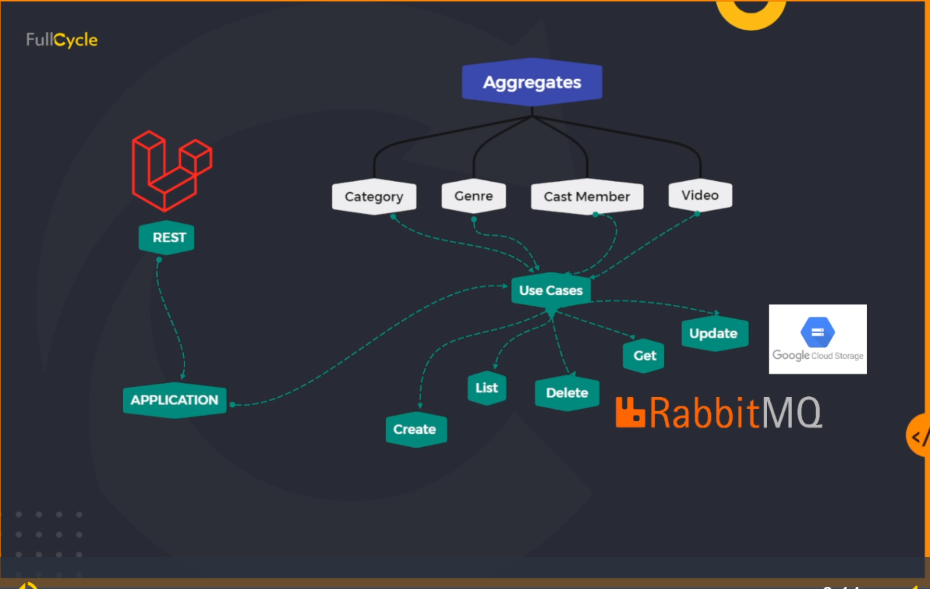 FullCycle
Aggregates
Category
Genre
Cast Member
Video
REST
Use Cases
Update
Google Cloud Storage
Get
List
Delete
APPLICATION
RabbitMQ
Create